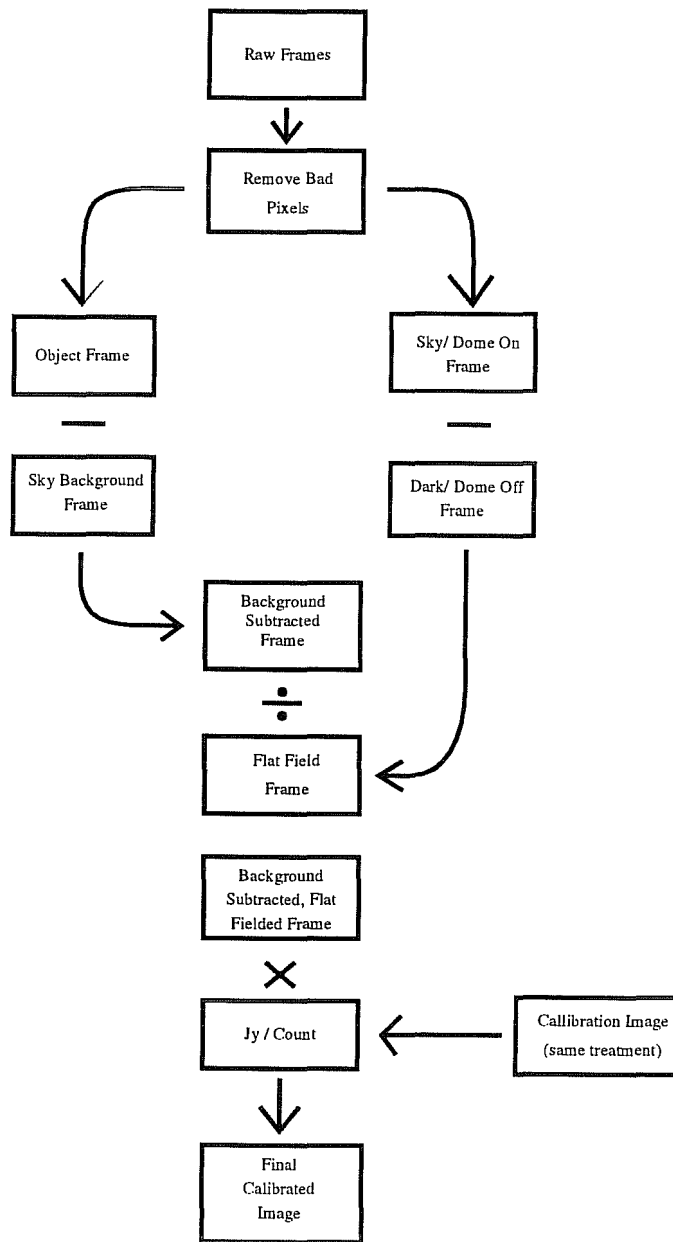 Raw Frames
Remove Bad
Pixels
Object Frame
Sky/ Dome On
Frame
—
—
Sky Background
Frame
Dark/ Dome Off
Frame
Background
Subtracted
Frame
÷
Flat Field
Frame
Background
Subtracted, Flat
Fielded Frame
×
Jy / Count
Callibration Image
(same treatment)
Final
Calibrated
Image